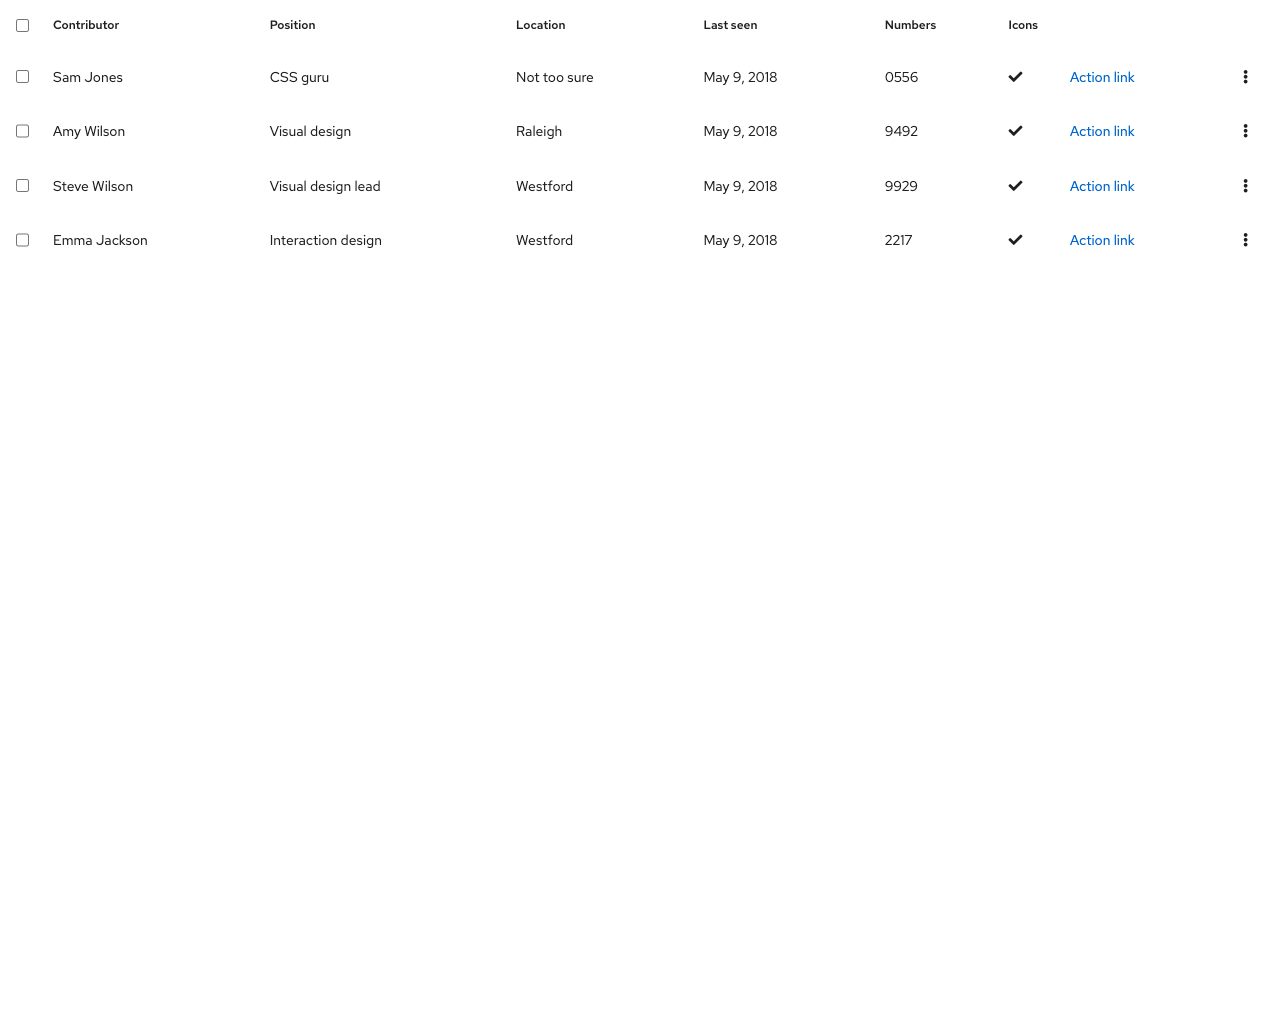 Contributor Position Location Last seen Numbers Icons
Sam Jones CSS guru Not too sure May 9, 2018 0556 Action link
Amy Wilson Visual design Raleigh May 9, 2018 9492 Action link
Steve Wilson Visual design lead Westford May 9, 2018 9929 Action link
Emma Jackson Interaction design Westford May 9, 2018 2217 Action link